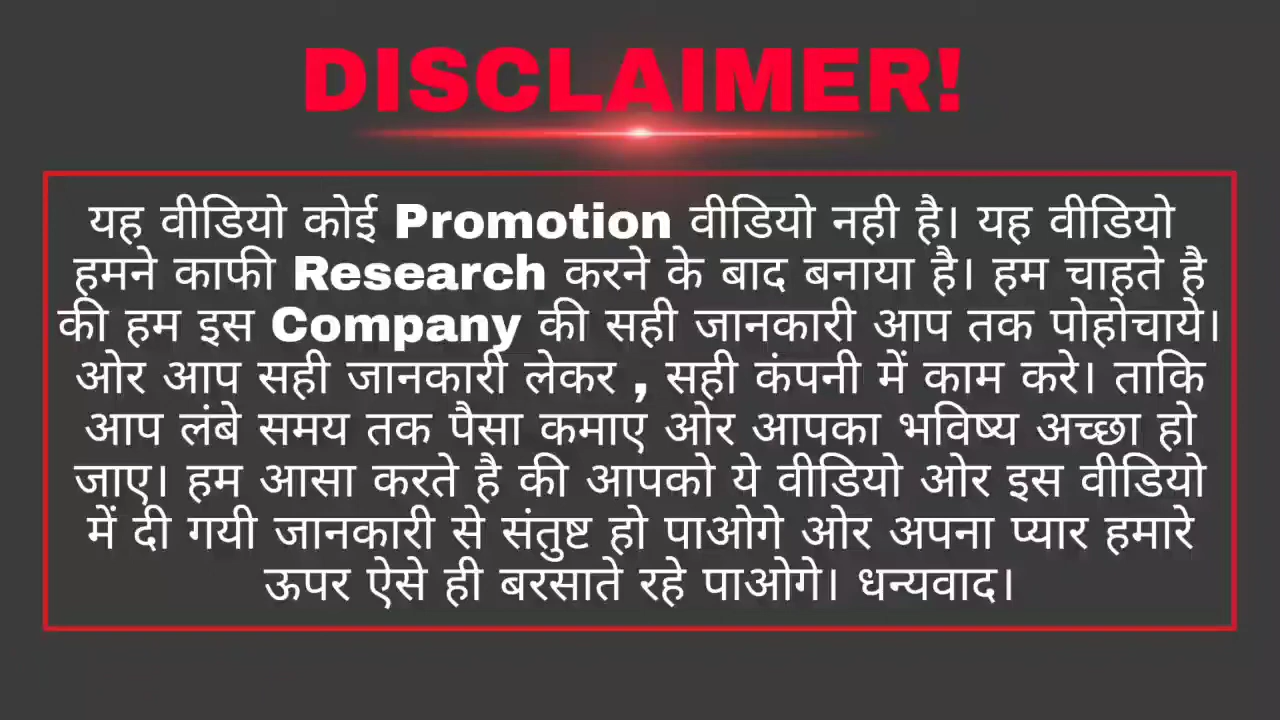 DISCLAIMER!
यह वीडियो कोई Promotion वीडियो नही है। यह वीडियो
हमने काफी Research करने के बाद बनाया है। हम चाहते है
की हम इस Company की सही जानकारी आप तक पोहोचाये।
ओर आप सही जानकारी लेकर , सही कंपनी में काम करे। ताकि
आप लंबे समय तक पैसा कमाए ओर आपका भविष्य अच्छा हो
जाए। हम आसा करते है की आपको ये वीडियो ओर इस वीडियो
में दी गयी जानकारी से संतुष्ट हो पाओगे ओर अपना प्यार हमारे
ऊपर ऐसे ही बरसाते रहे पाओगे। धन्यवाद।